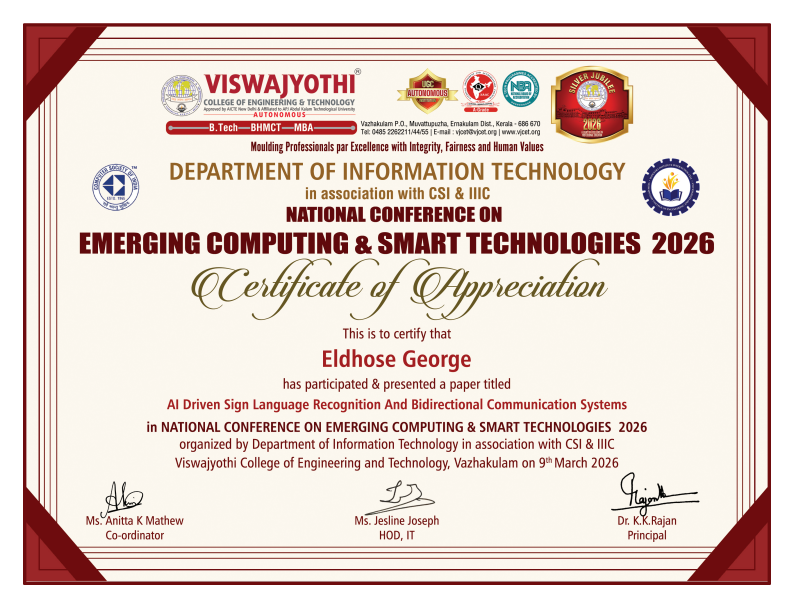 VISWAJYOTHI®
COLLEGE OF ENGINEERING & TECHNOLOGY
Approved by AICTE New Delhi & Affiliated to APJ Abdul Kalam Technological University
AUTONOMOUS
B.Tech—BHMCT—MBA
UGC
AUTONOMOUS
NBA
SILVER JUBILEE
2026
Vazhakulam P.O., Muvattupuzha, Ernakulam Dist., Kerala - 686 670
Tel: 0485 2262211/44/55 | E-mail : vjcet@vjcet.org | www.vjcet.org
Moulding Professionals par Excellence with Integrity, Fairness and Human Values
COMPUTER SOCIETY OF INDIA
ESTD. 1965
TM
DEPARTMENT OF INFORMATION TECHNOLOGY
in association with CSI & IIIC
NATIONAL CONFERENCE ON
EMERGING COMPUTING & SMART TECHNOLOGIES 2026
Certificate of Appreciation
This is to certify that
Eldhose George
has participated & presented a paper titled
AI Driven Sign Language Recognition And Bidirectional Communication Systems
in NATIONAL CONFERENCE ON EMERGING COMPUTING & SMART TECHNOLOGIES 2026
organized by Department of Information Technology in association with CSI & IIIC
Viswajyothi College of Engineering and Technology, Vazhakulam on 9th March 2026
Ms. Anitta K Mathew
Co-ordinator
Ms. Jesline Joseph
HOD, IT
Dr. K.K.Rajan
Principal